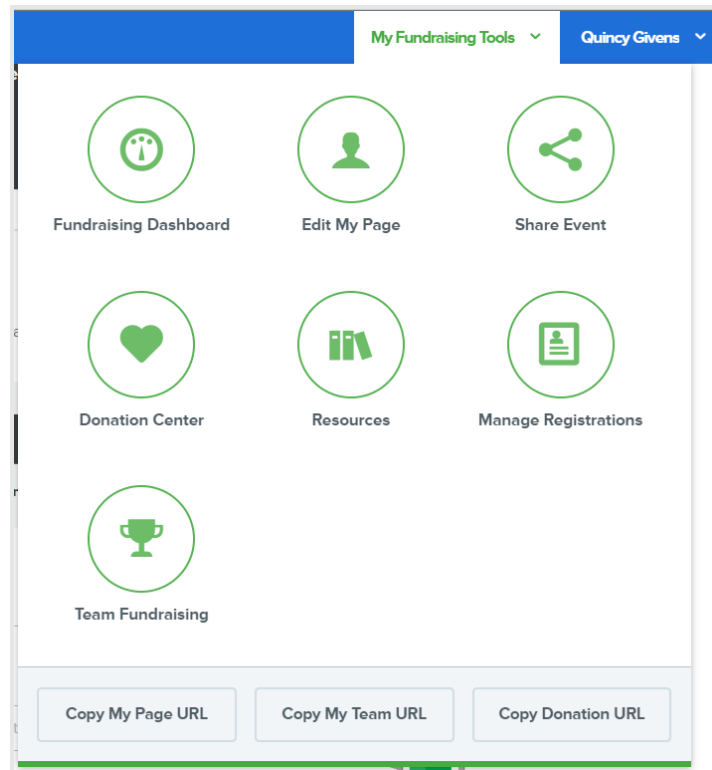 My Fundraising Tools
Quincy Givens
Fundraising Dashboard
Edit My Page
Share Event
Donation Center
Resources
Manage Registrations
Team Fundraising
Copy My Page URL
Copy My Team URL
Copy Donation URL